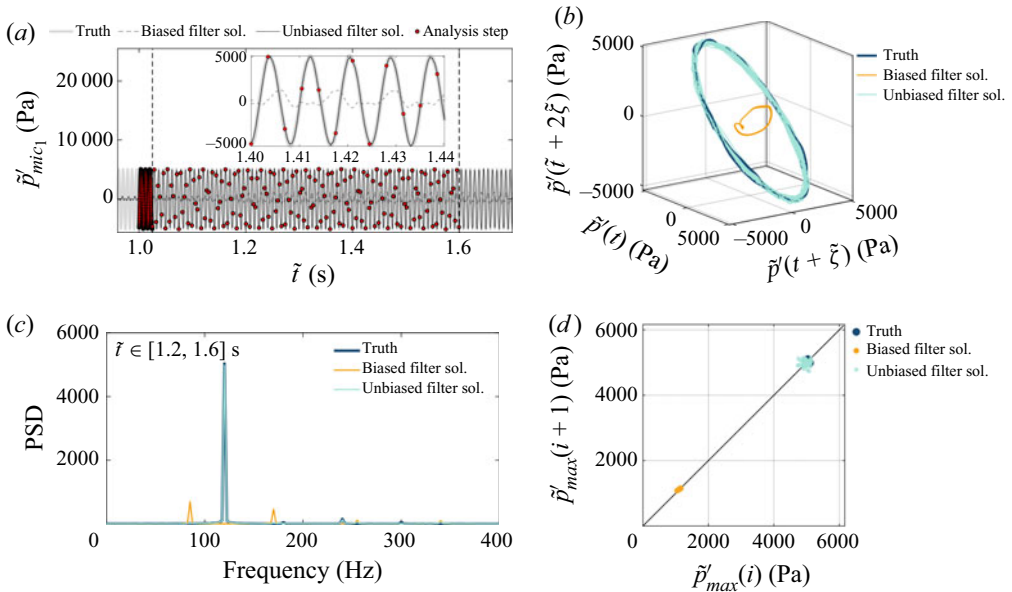 (a)
Truth Biased filter sol. Unbiased filter sol. Analysis step
p̃′mic1 (Pa)
20 000
10 000
0
5000
0
−5000
1.40 1.41 1.42 1.43 1.44
1.0 1.2 1.4 1.6
t̃ (s)
(b)
Truth
Biased filter sol.
Unbiased filter sol.
p̃′(t̃ + 2ζ̃) (Pa)
5000
0
−5000
0
5000
−5000
0
5000
p̃′(t) (Pa)
p̃′(t + ζ̃) (Pa)
(c)
t̃ ∈ [1.2, 1.6] s
Truth
Biased filter sol.
Unbiased filter sol.
PSD
6000
4000
2000
0 100 200 300 400
Frequency (Hz)
(d)
Truth
Biased filter sol.
Unbiased filter sol.
p̃′max(i + 1) (Pa)
6000
4000
2000
0 2000 4000 6000
p̃′max(i) (Pa)